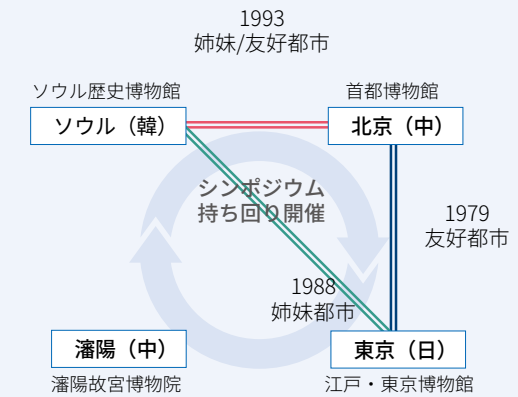 1993
姉妹/友好都市
ソウル歴史博物館
首都博物館
ソウル（韓）
北京（中）
シンポジウム
持ち回り開催
1979
友好都市
1988
姉妹都市
瀋陽（中）
東京（日）
瀋陽故宮博物院
江戸・東京博物館